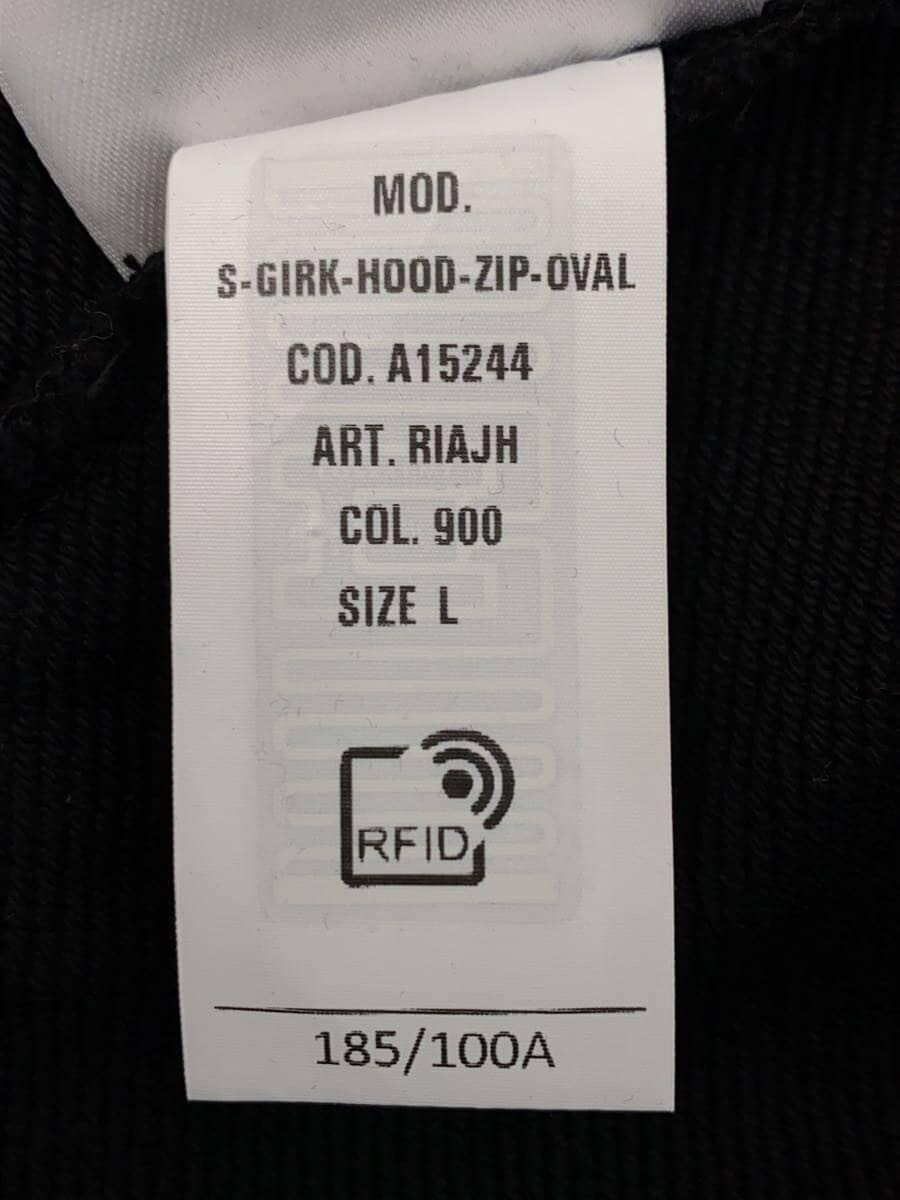 MOD.
S-GIRK-HOOD-ZIP-OVAL
COD. A15244
ART. RIAJH
COL. 900
SIZE L
RFID
185/100A